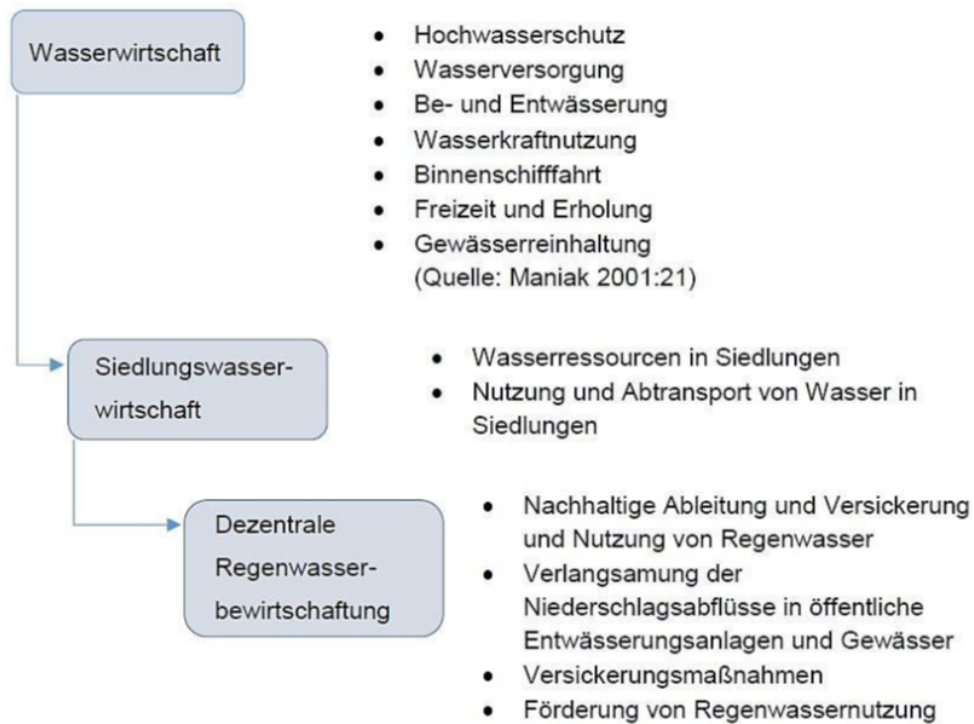 Wasserwirtschaft
• Hochwasserschutz
• Wasserversorgung
• Be- und Entwässerung
• Wasserkraftnutzung
• Binnenschifffahrt
• Freizeit und Erholung
• Gewässerreinhaltung
(Quelle: Maniak 2001:21)
Siedlungswasser-
wirtschaft
• Wasserressourcen in Siedlungen
• Nutzung und Abtransport von Wasser in
Siedlungen
Dezentrale
Regenwasser-
bewirtschaftung
• Nachhaltige Ableitung und Versickerung
und Nutzung von Regenwasser
• Verlangsamung der
Niederschlagsabflüsse in öffentliche
Entwässerungsanlagen und Gewässer
• Versickerungsmaßnahmen
• Förderung von Regenwassernutzung